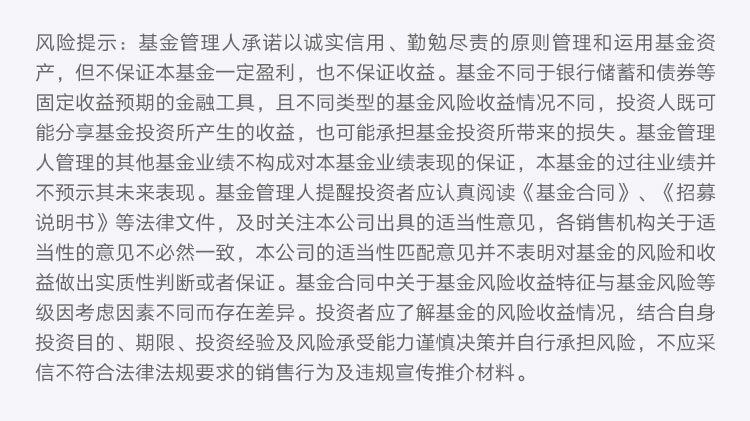 风险提示：基金管理人承诺以诚实信用、勤勉尽责的原则管理和运用基金资
产，但不保证本基金一定盈利，也不保证收益。基金不同于银行储蓄和债券等
固定收益预期的金融工具，且不同类型的基金风险收益情况不同，投资人既可
能分享基金投资所产生的收益，也可能承担基金投资所带来的损失。基金管理
人管理的其他基金业绩不构成对本基金业绩表现的保证，本基金的过往业绩并
不预示其未来表现。基金管理人提醒投资者应认真阅读《基金合同》、《招募
说明书》等法律文件，及时关注本公司出具的适当性意见，各销售机构关于适
当性的意见不必然一致，本公司的适当性匹配意见并不表明对基金的风险和收
益做出实质性判断或者保证。基金合同中关于基金风险收益特征与基金风险等
级因考虑因素不同而存在差异。投资者应了解基金的风险收益情况，结合自身
投资目的、期限、投资经验及风险承受能力谨慎决策并自行承担风险，不应采
信不符合法律法规要求的销售行为及违规宣传推介材料。